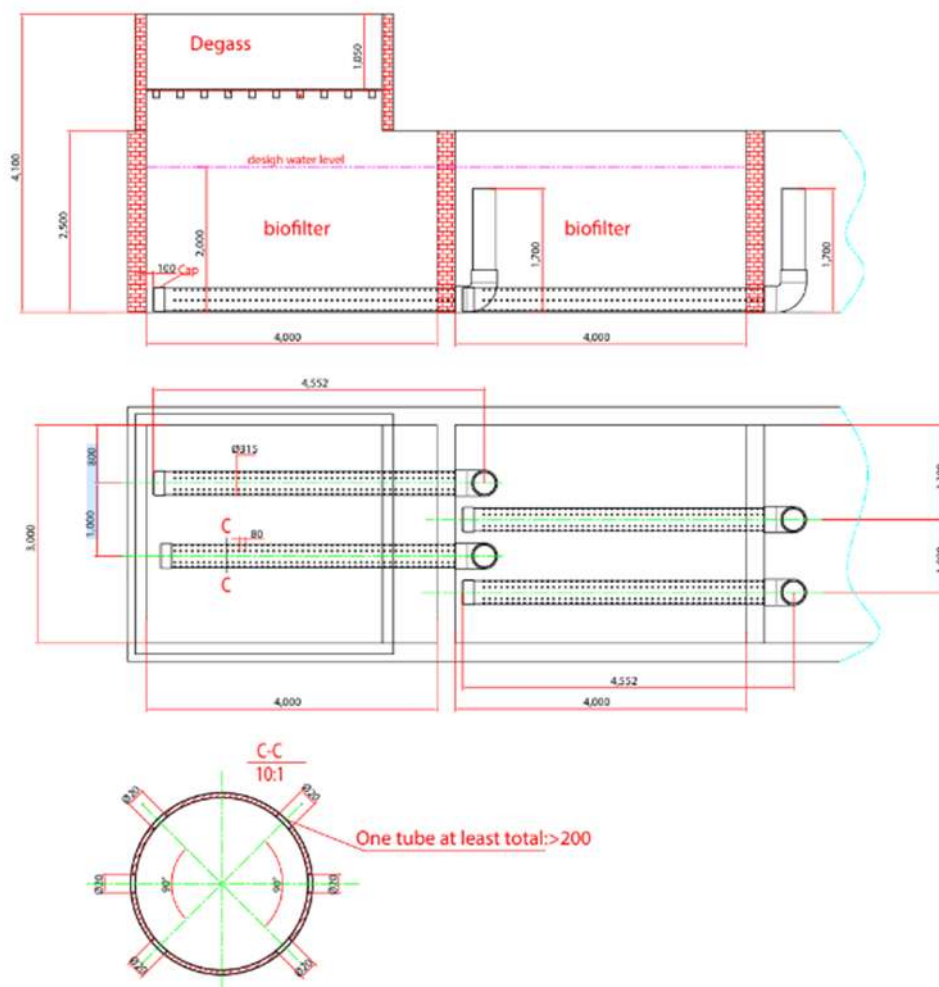 Degass
1,050
4,100
2,500
desigh water level
biofilter
biofilter
2,000
1,700
1,700
100
Cap
4,000
4,000
4,552
800
Ø315
1,000
3,000
C
80
C
4,552
4,000
4,000
C-C
10:1
Ø20
Ø20
One tube at least total:>200
Ø20
90°
90°
Ø20
Ø20
Ø20